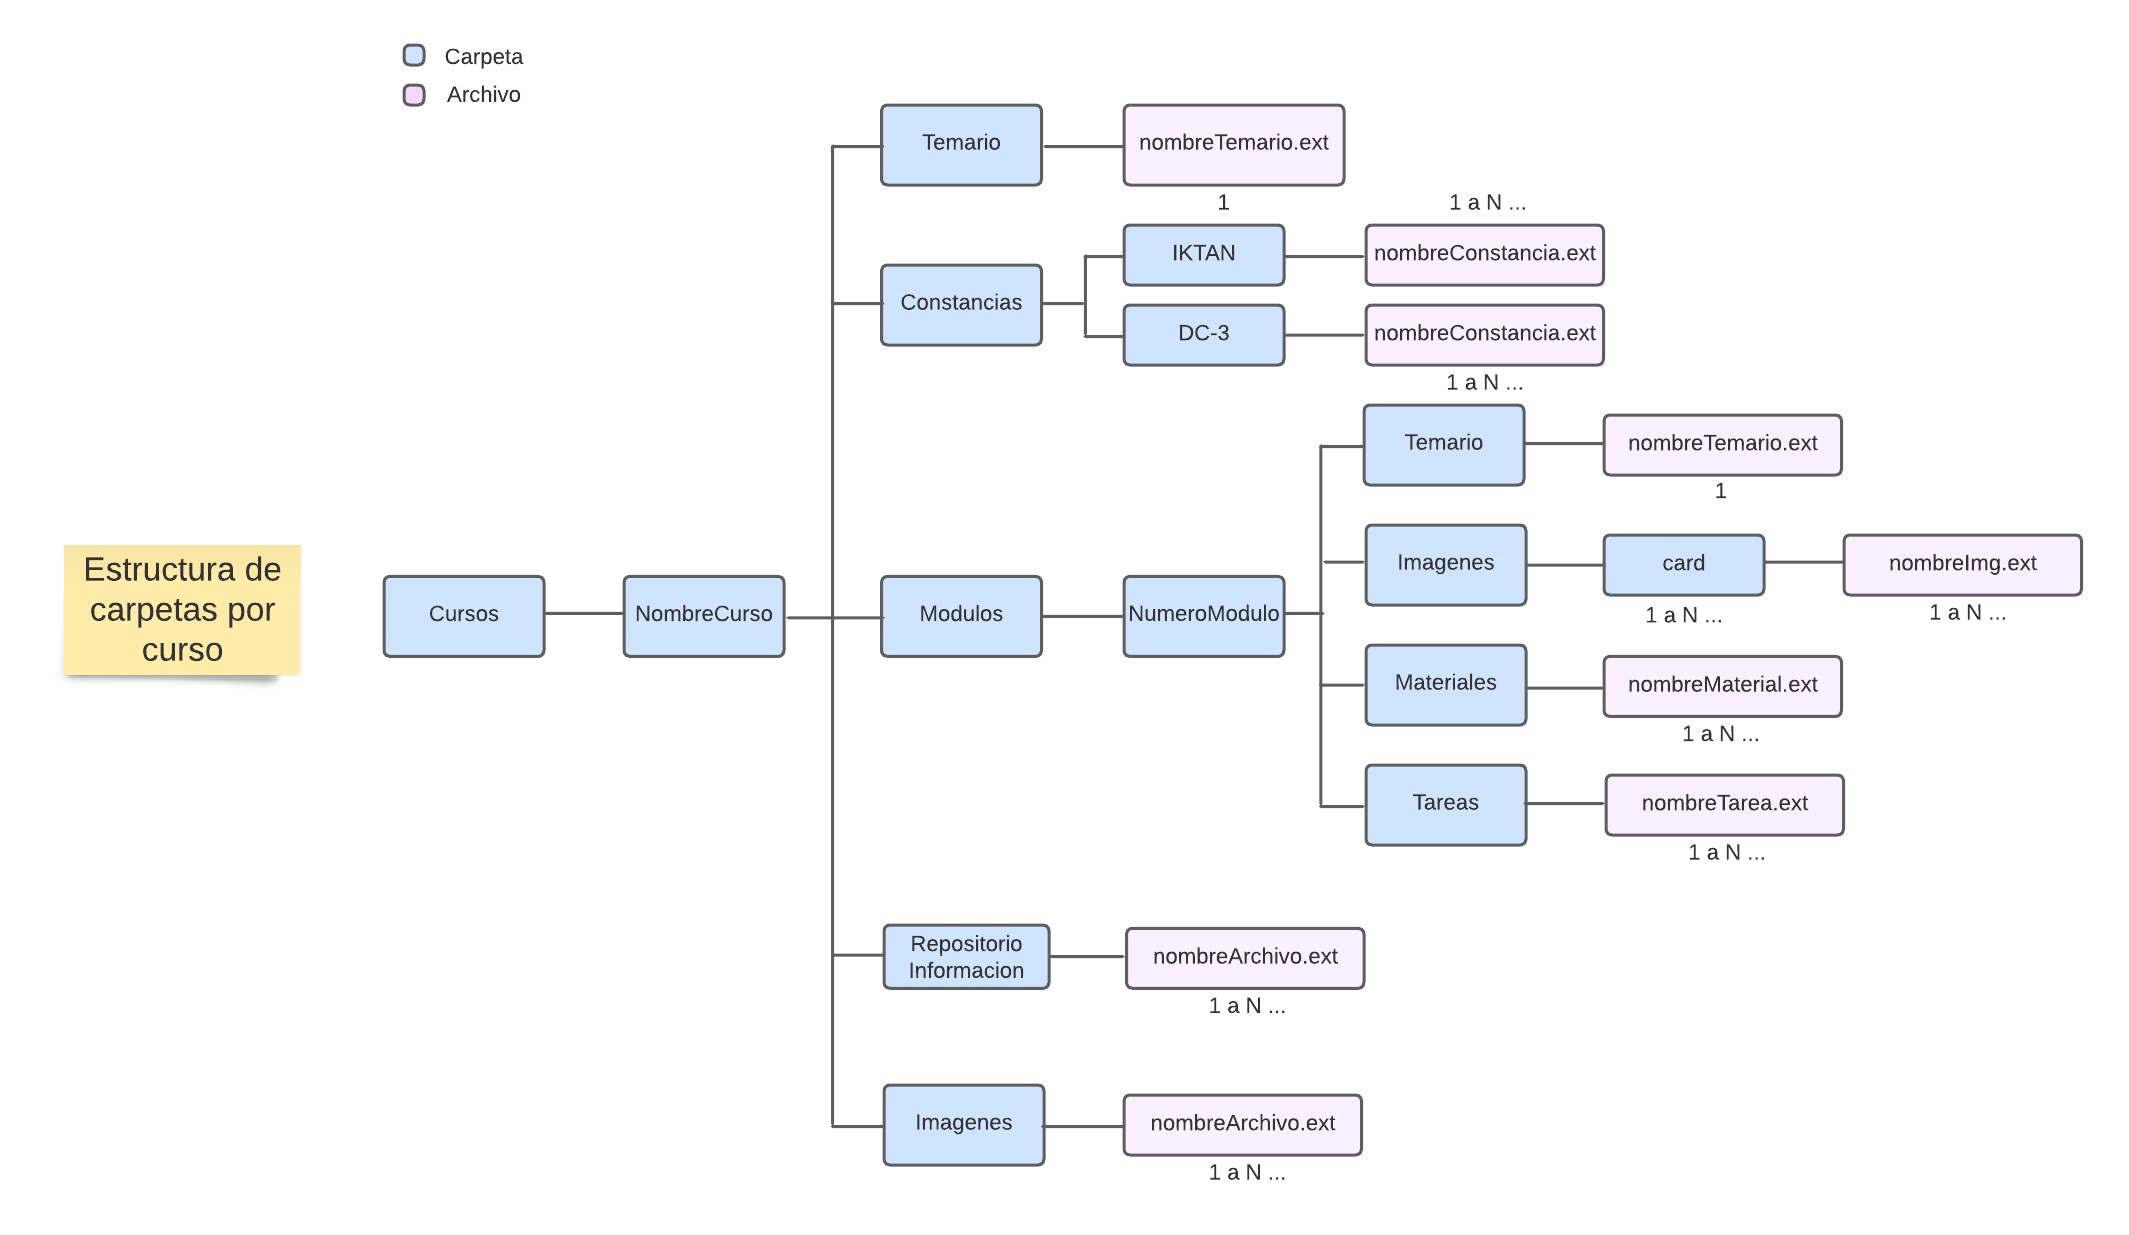 Carpeta
Archivo
Temario
nombreTemario.ext
1
1 a N ...
IKTAN
nombreConstancia.ext
Constancias
DC-3
nombreConstancia.ext
1 a N ...
Temario
nombreTemario.ext
1
Imagenes
card
nombreImg.ext
1 a N ...
1 a N ...
Estructura de
carpetas por
curso
Cursos
NombreCurso
Modulos
NumeroModulo
Materiales
nombreMaterial.ext
1 a N ...
Tareas
nombreTarea.ext
1 a N ...
Repositorio
Informacion
nombreArchivo.ext
1 a N ...
Imagenes
nombreArchivo.ext
1 a N ...